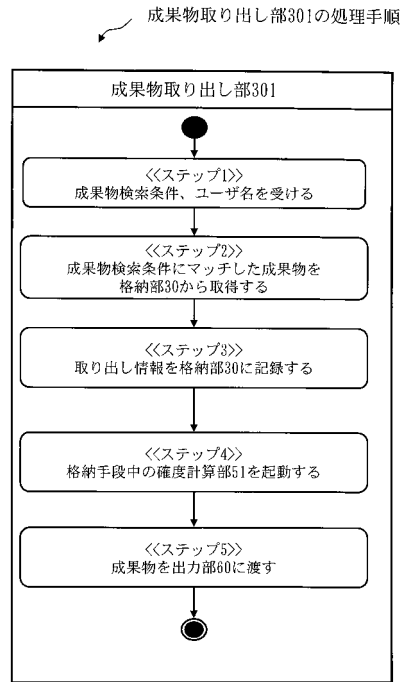 成果物取り出し部301の処理手順
成果物取り出し部301
<<ステップ1>>
成果物検索条件、ユーザ名を受ける
<<ステップ2>>
成果物検索条件にマッチした成果物を
格納部30から取得する
<<ステップ3>>
取り出し情報を格納部30に記録する
<<ステップ4>>
格納手段中の確度計算部51を起動する
<<ステップ5>>
成果物を出力部60に渡す